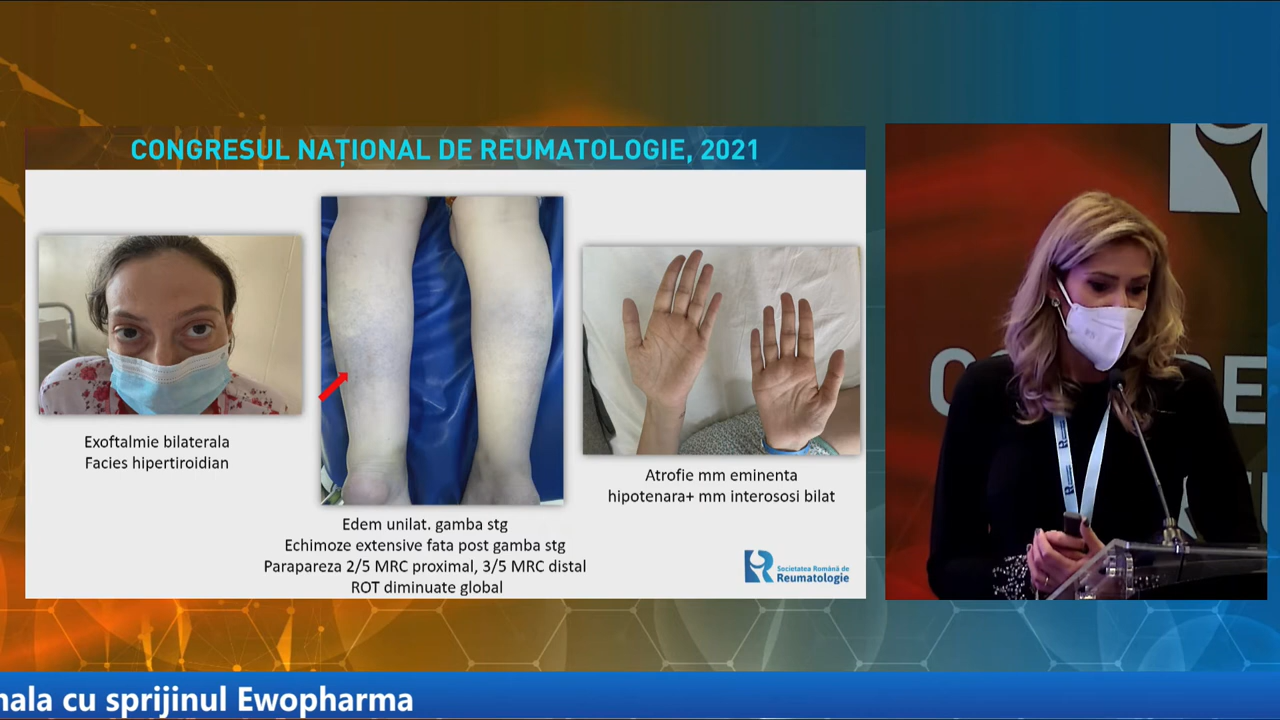 CONGRESUL NAȚIONAL DE REUMATOLOGIE, 2021
Exoftalmie bilaterala
Facies hipertiroidian
Edem unilat. gamba stg
Echimoze extensive fata post gamba stg
Parapareza 2/5 MRC proximal, 3/5 MRC distal
ROT diminuate global
Atrofie mm eminenta
hipotenara+ mm interososi bilat
Societatea Română de
Reumatologie
nala cu sprijinul Ewopharma